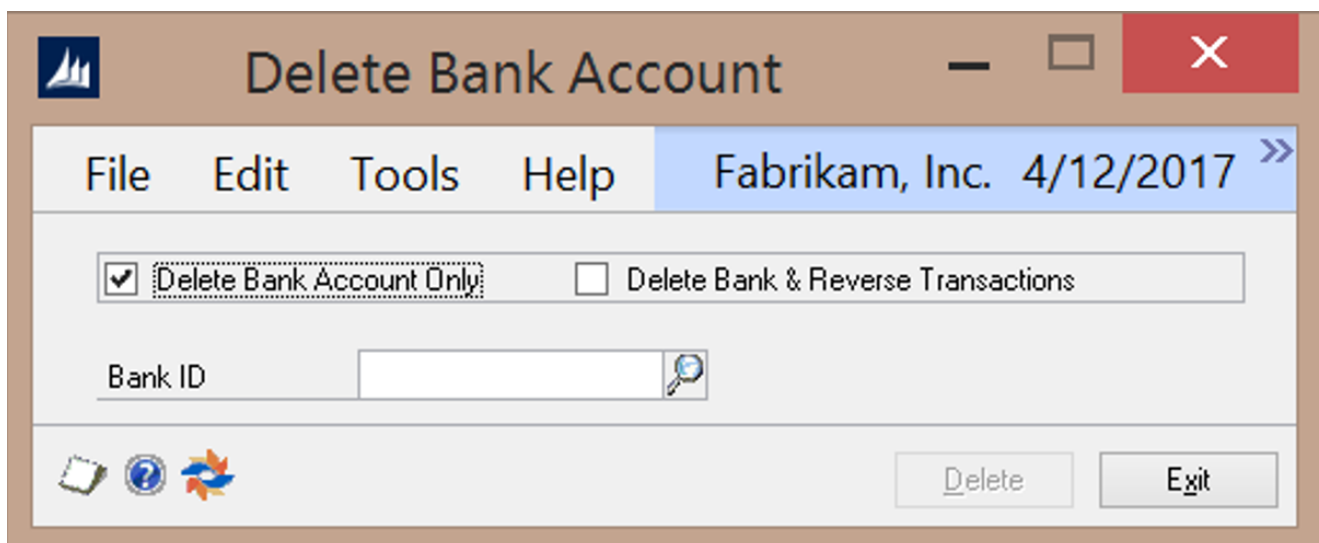 Delete Bank Account
File Edit Tools Help Fabrikam, Inc. 4/12/2017 »
Delete Bank Account Only Delete Bank & Reverse Transactions
Bank ID
Delete Exit